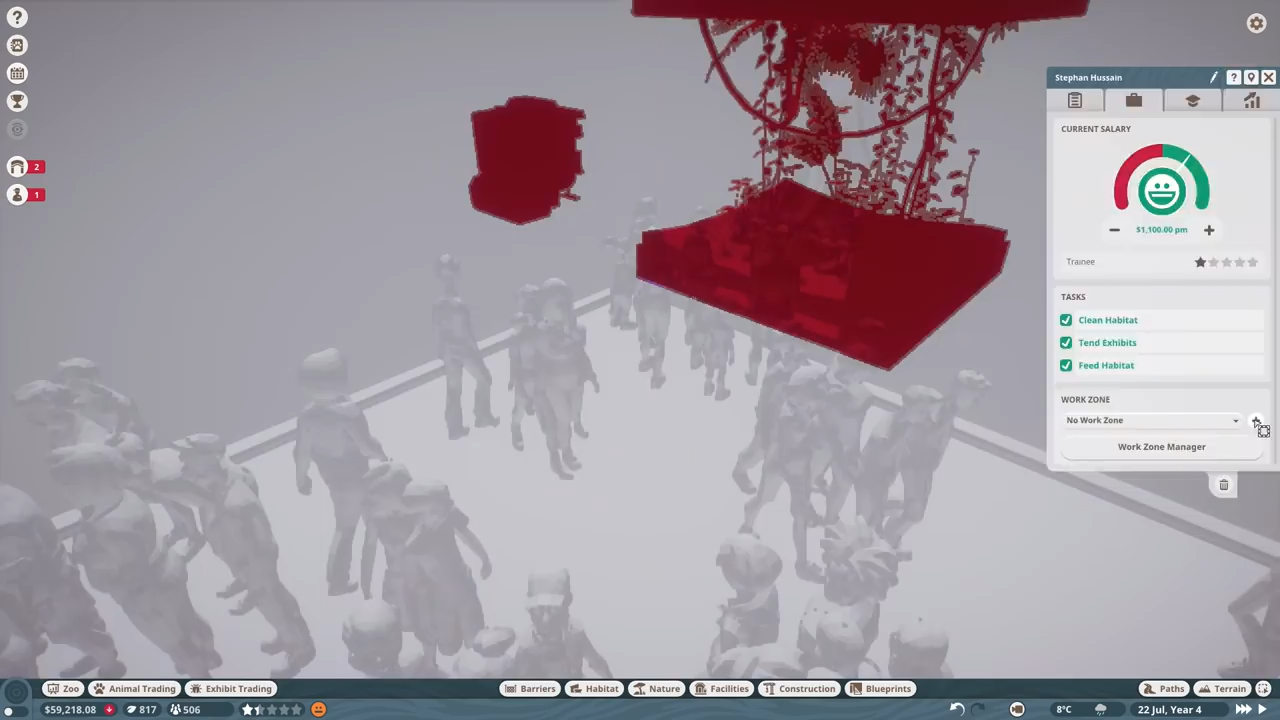 Stephan Hussain
?
?
2
1
CURRENT SALARY
$1,100.00 pm
Trainee
TASKS
Clean Habitat
Tend Exhibits
Feed Habitat
WORK ZONE
No Work Zone
Work Zone Manager
Zoo
Animal Trading
Exhibit Trading
Barriers
Habitat
Nature
Facilities
Construction
Blueprints
Paths
Terrain
$59,218.08
817
506
8°C
22 Jul, Year 4